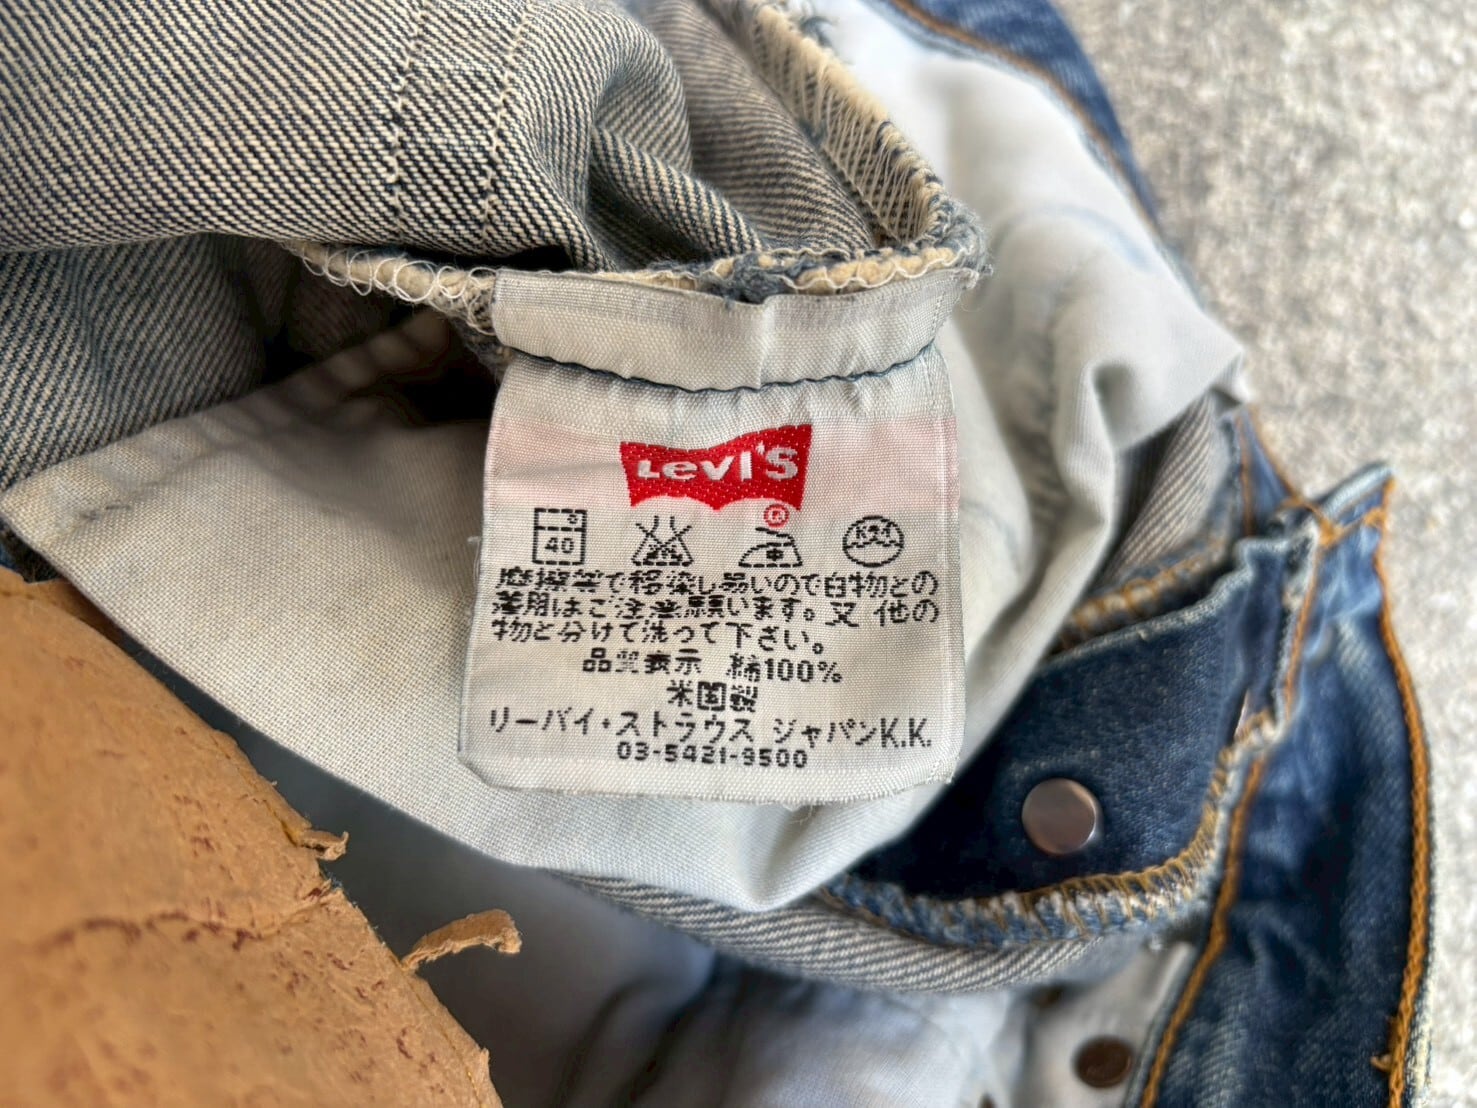 Levi's
®
40
摩擦等で移染し易いので白物との
着用はご注意願います。又 他の
物と分けて洗って下さい。
品質表示 綿100%
米国製
リーバイ・ストラウス ジャパンK.K.
03-5421-9500